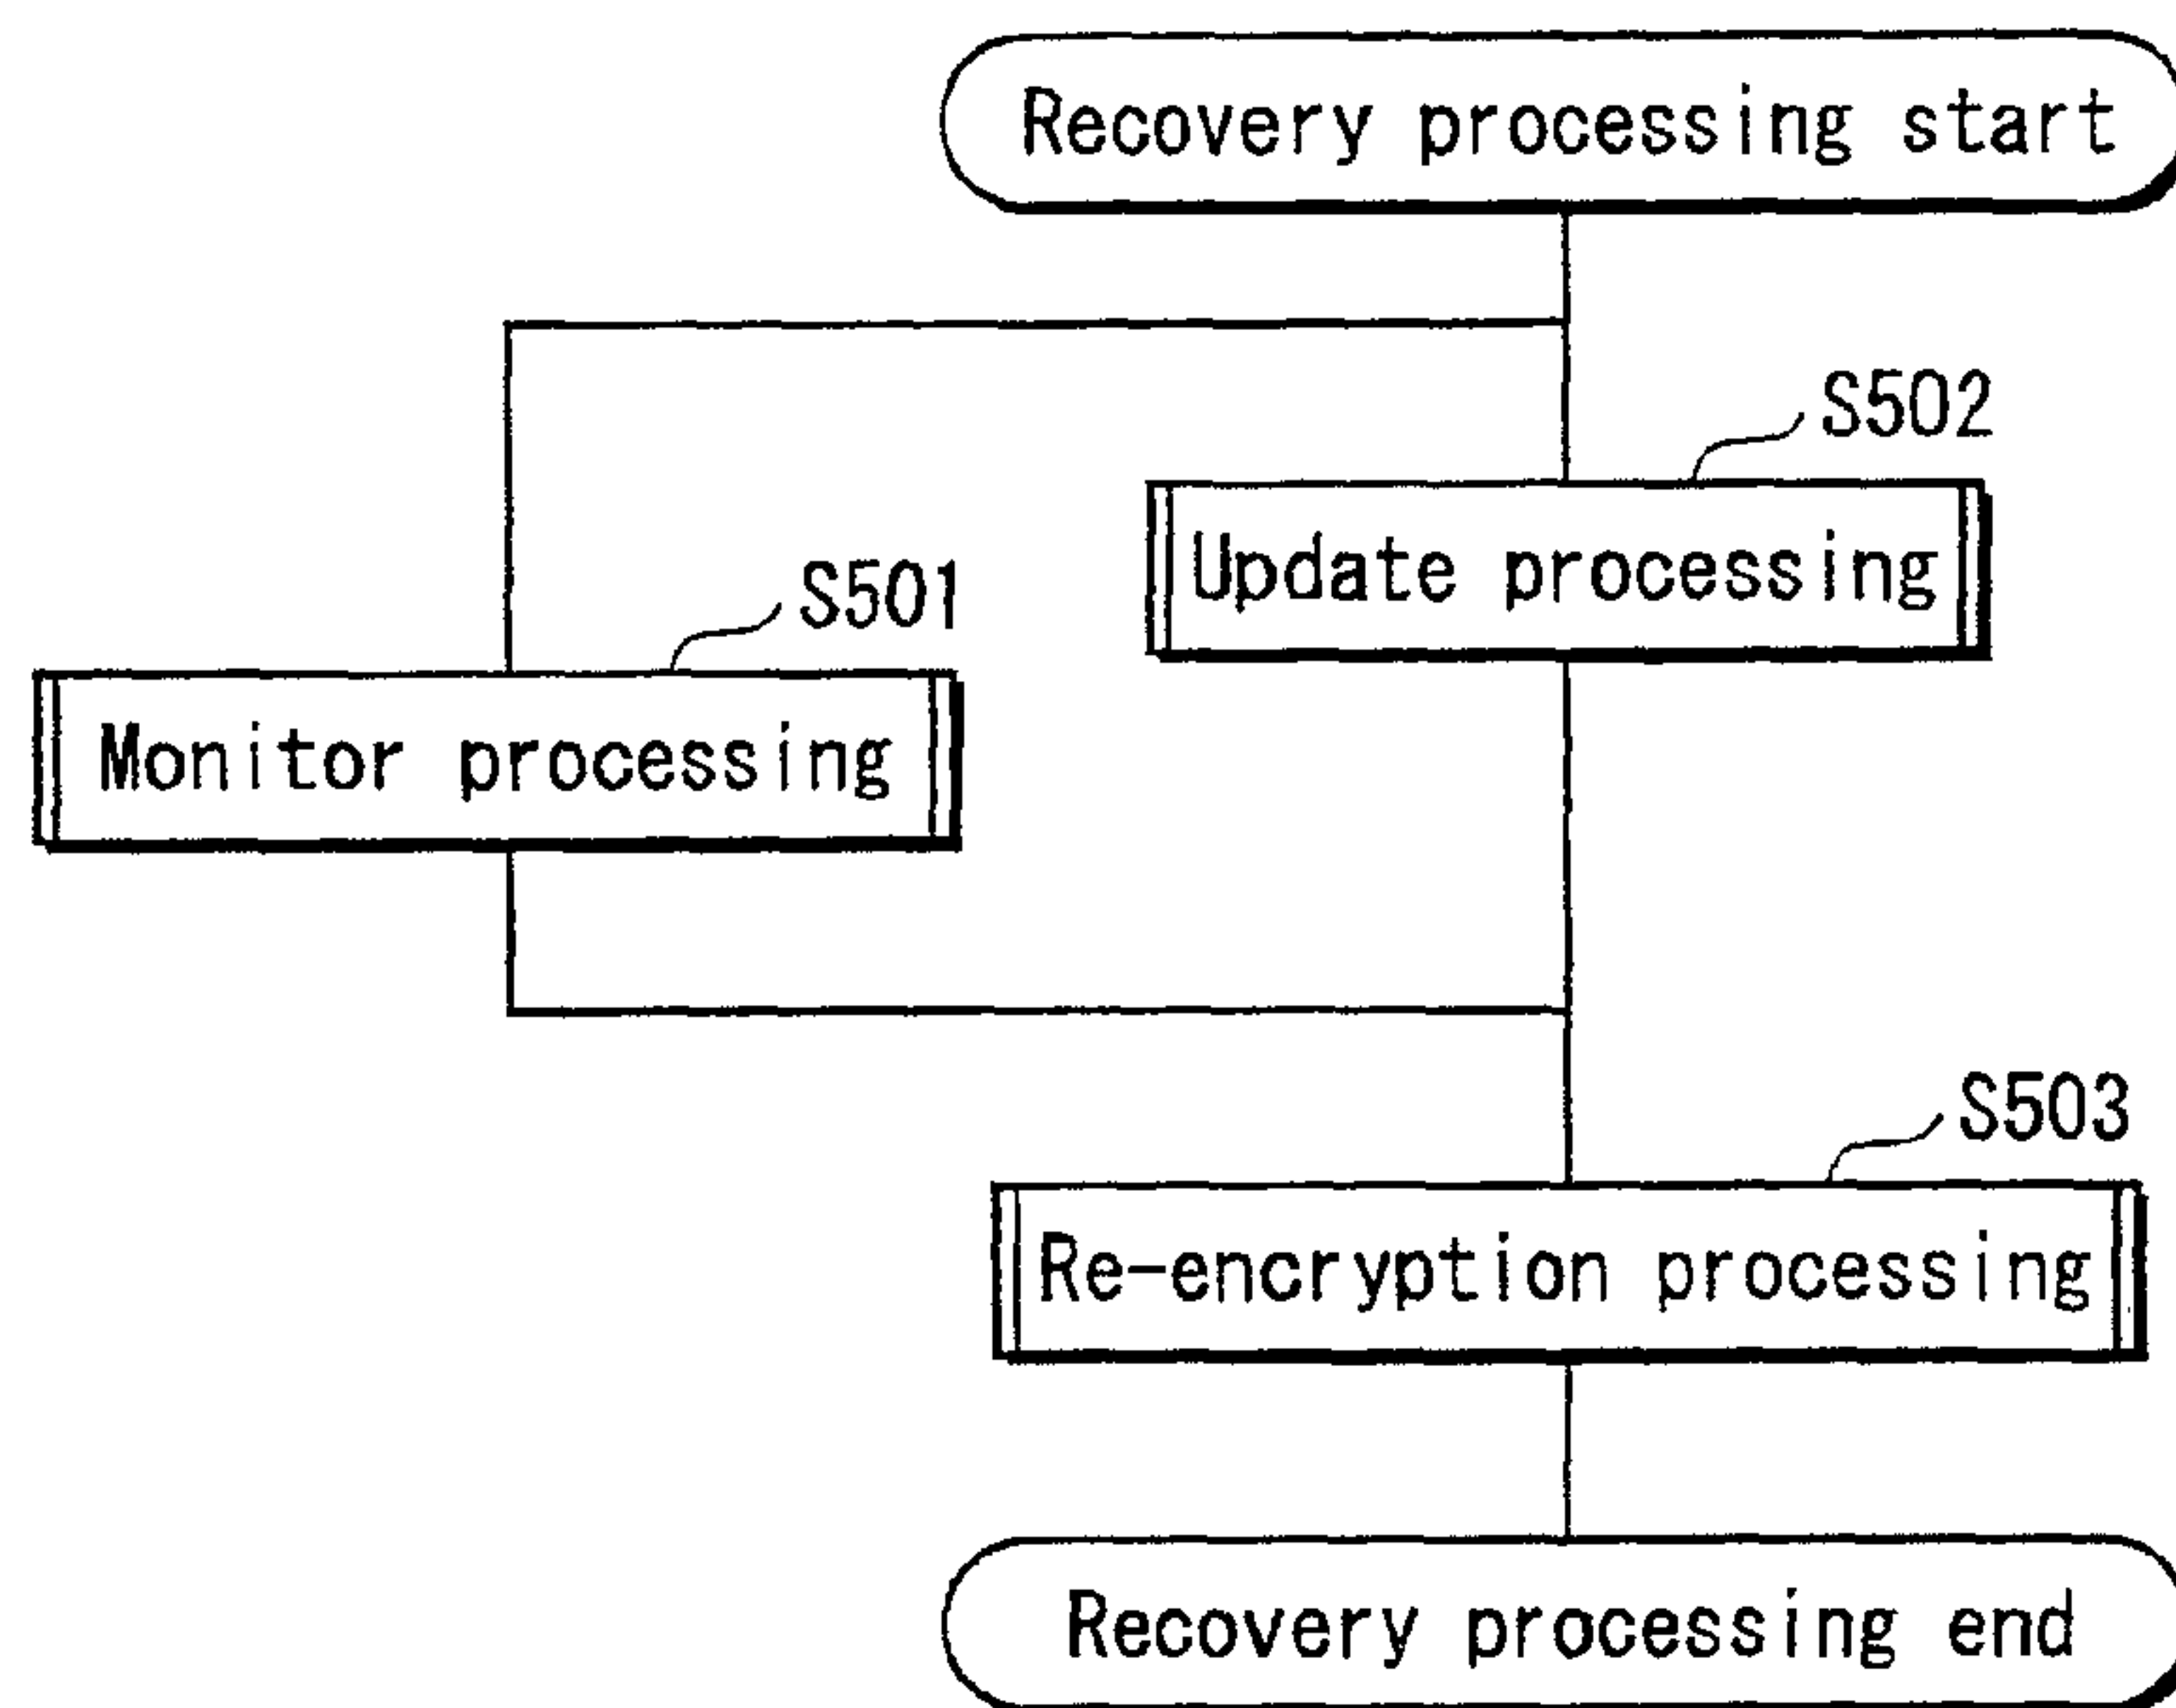 Recovery processing start
S502
Update processing
S501
Monitor processing
S503
Re-encryption processing
Recovery processing end